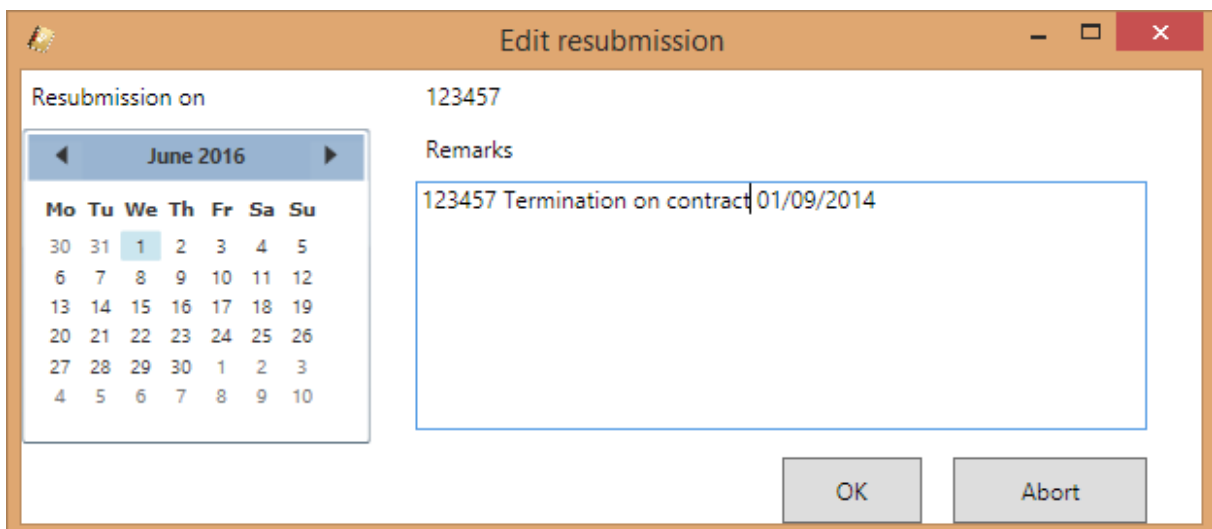 Edit resubmission
Resubmission on
123457
June 2016
Mo Tu We Th Fr Sa Su
30 31 1 2 3 4 5
6 7 8 9 10 11 12
13 14 15 16 17 18 19
20 21 22 23 24 25 26
27 28 29 30 1 2 3
4 5 6 7 8 9 10
Remarks
123457 Termination on contract 01/09/2014
OK
Abort